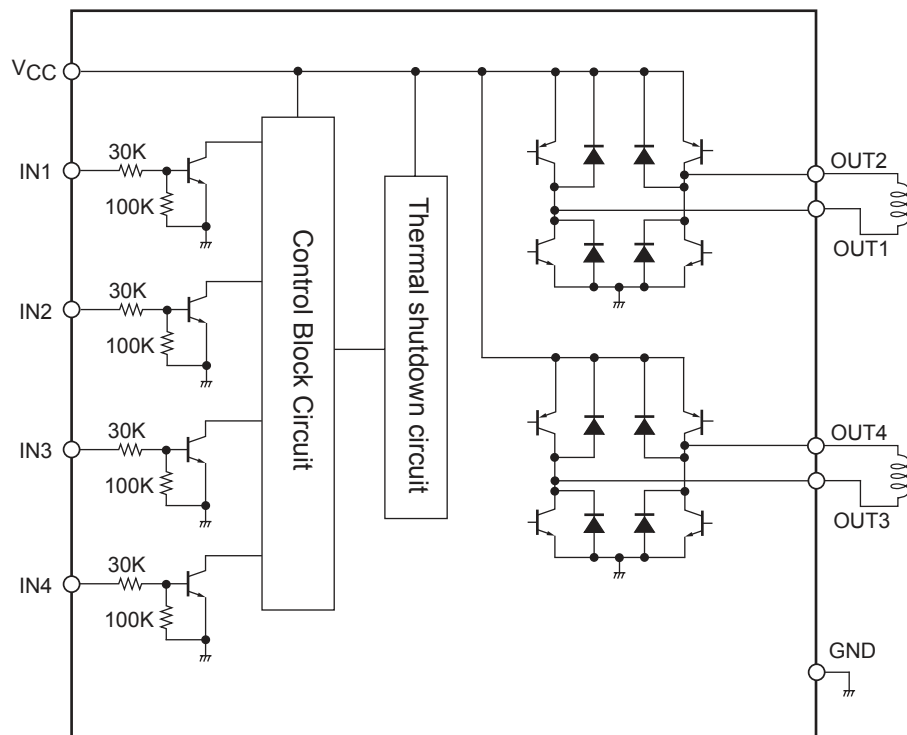 VCC
IN1
30K
100K
IN2
30K
100K
IN3
30K
100K
IN4
30K
100K
Control Block Circuit
Thermal shutdown circuit
OUT2
OUT1
OUT4
OUT3
GND